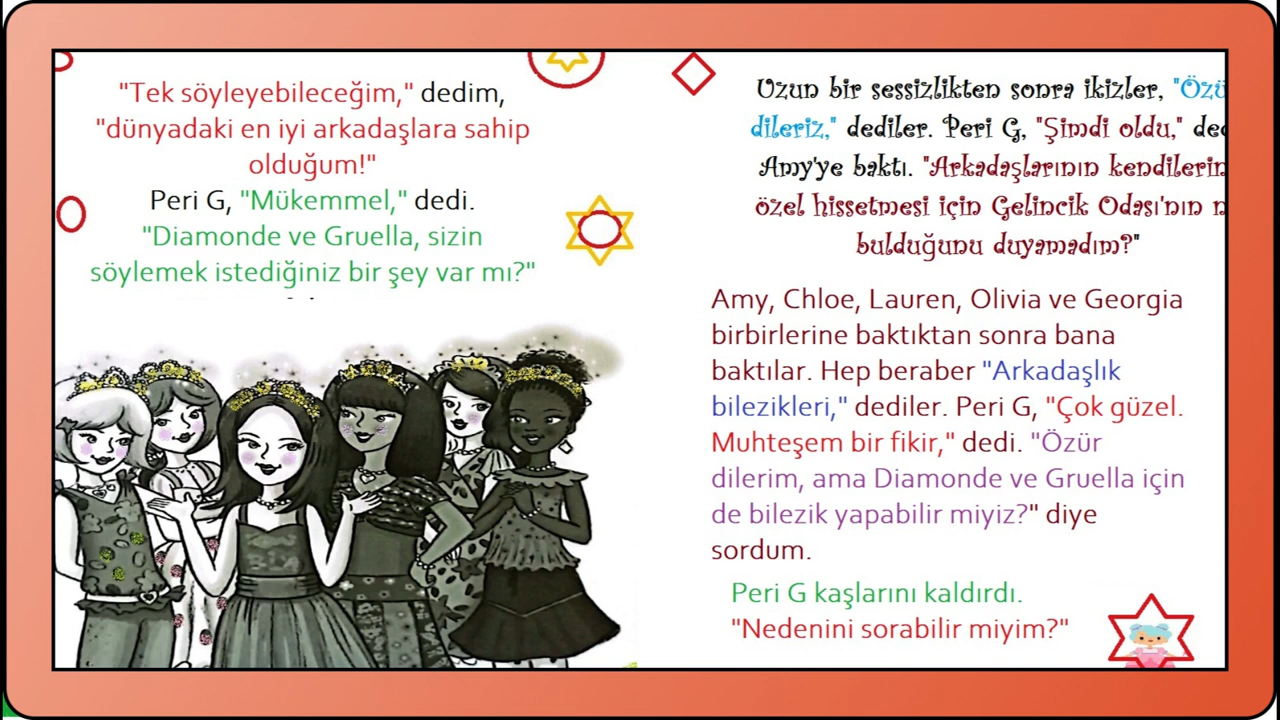 "Tek söyleyebileceğim," dedim,
"dünyadaki en iyi arkadaşlara sahip
olduğum!"
Peri G, "Mükemmel," dedi.
"Diamonde ve Gruella, sizin
söylemek istediğiniz bir şey var mı?"
Uzun bir sessizlikten sonra ikizler,
dileriz," dediler. Peri G, "Şimdi oldu,"
Amy'ye baktı. "Arkadaşlarının
özel hissetmesi için Gelincik Odası'nın
bulduğunu duyamadım?"
Amy, Chloe, Lauren, Olivia ve Georgia
birbirlerine baktıktan sonra bana
baktılar. Hep beraber "Arkadaşlık
bilezikleri," dediler. Peri G, "Çok güzel.
Muhteşem bir fikir," dedi. "Özür
dilerim, ama Diamonde ve Gruella için
de bilezik yapabilir miyiz?" diye
sordum.
Peri G kaşlarını kaldırdı.
"Nedenini sorabilir miyim?"